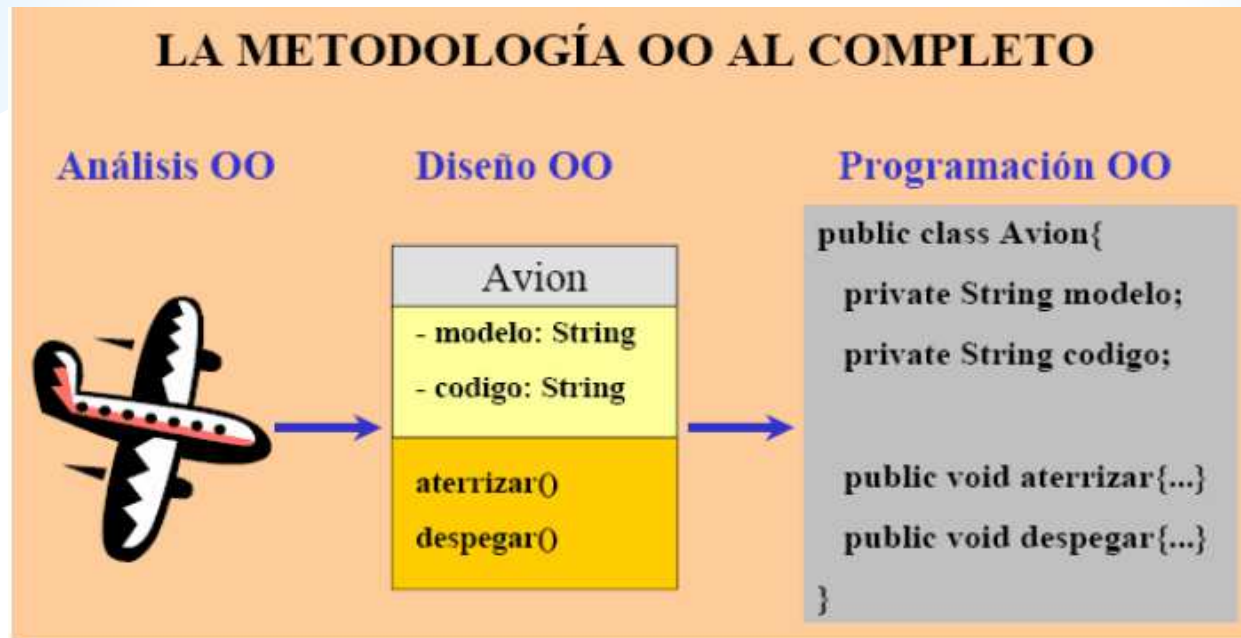 LA METODOLOGÍA OO AL COMPLETO
Análisis OO
Diseño OO
Programación OO
Avion
- modelo: String
- codigo: String
aterrizar()
despegar()
public class Avion{
private String modelo;
private String codigo;
public void aterrizar{...}
public void despegar{...}
}